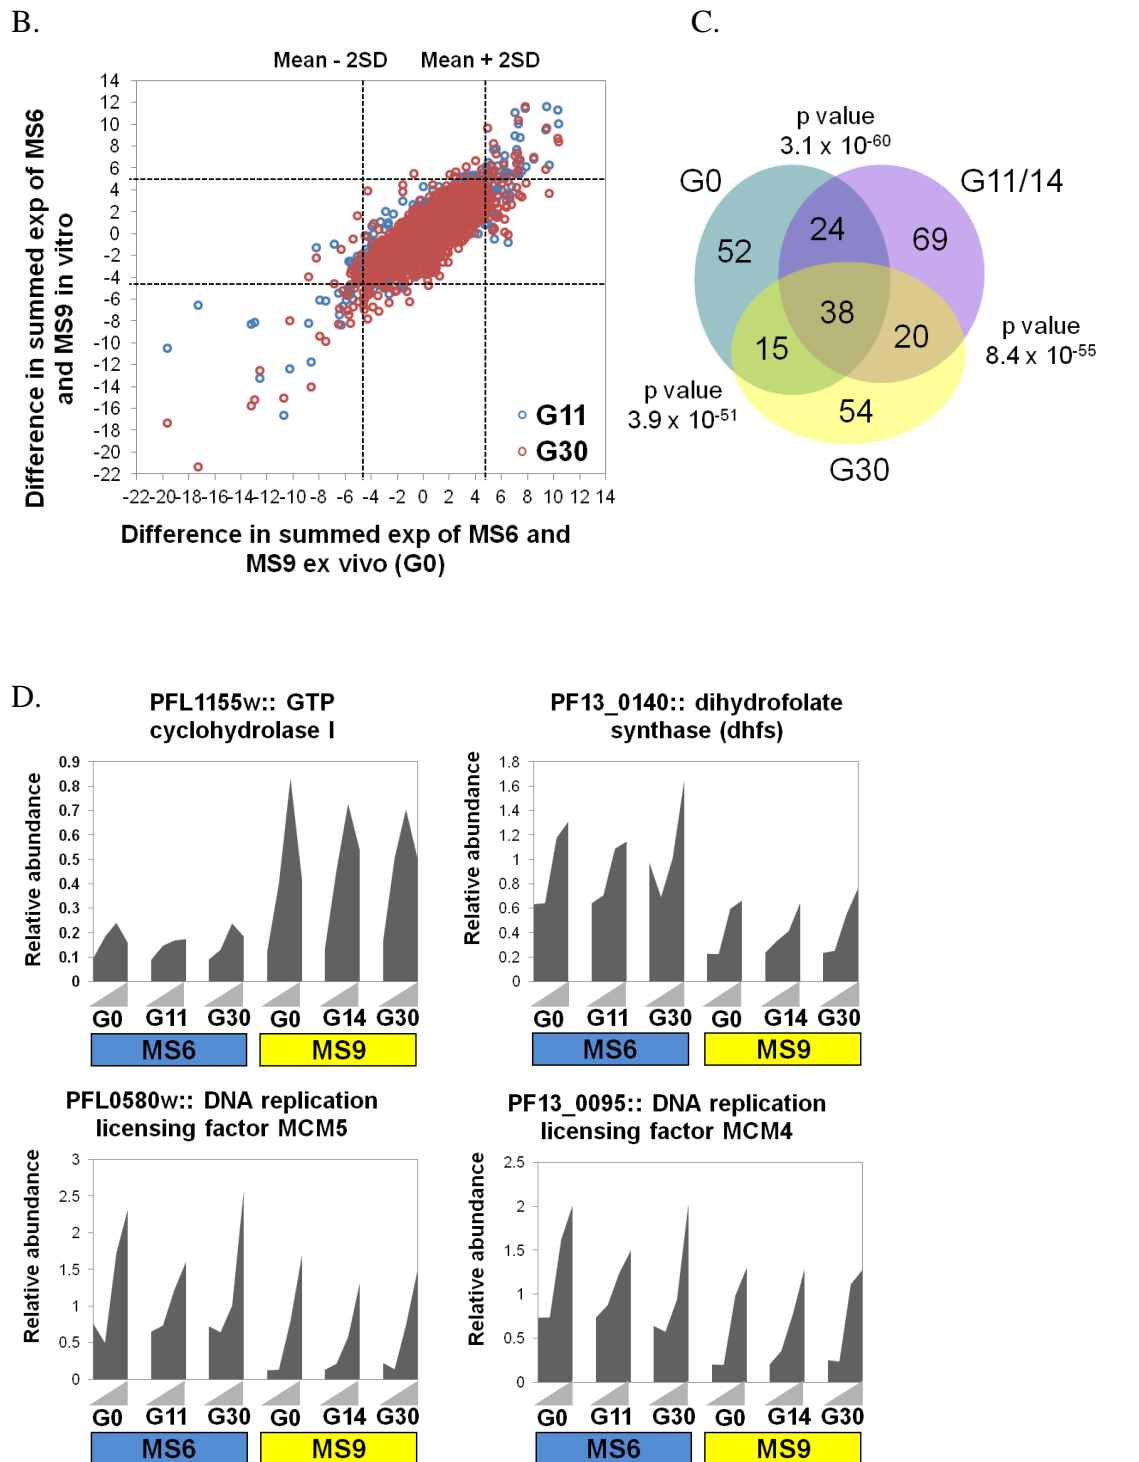 B.
Mean - 2SD Mean + 2SD
Difference in summed exp of MS6
and MS9 in vitro
14
12
10
8
6
4
2
0
-2
-4
-6
-8
-10
-12
-14
-16
-18
-20
-22
-22 -20 -18 -16 -14 -12 -10 -8 -6 -4 -2 0 2 4 6 8 10 12 14
G11
G30
Difference in summed exp of MS6 and
MS9 ex vivo (G0)
C.
p value
3.1 x 10-60
G0
G11/14
52
24
69
38
15
20
54
p value
8.4 x 10-55
p value
3.9 x 10-51
G30
D.
PFL1155w:: GTP
cyclohydrolase I
Relative abundance
0.9
0.8
0.7
0.6
0.5
0.4
0.3
0.2
0.1
0
G0 G11 G30 G0 G14 G30
MS6 MS9
PF13_0140:: dihydrofolate
synthase (dhfs)
Relative abundance
1.8
1.6
1.4
1.2
1
0.8
0.6
0.4
0.2
0
G0 G11 G30 G0 G14 G30
MS6 MS9
PFL0580w:: DNA replication
licensing factor MCM5
Relative abundance
3
2.5
2
1.5
1
0.5
0
G0 G11 G30 G0 G14 G30
MS6 MS9
PF13_0095:: DNA replication
licensing factor MCM4
Relative abundance
2.5
2
1.5
1
0.5
0
G0 G11 G30 G0 G14 G30
MS6 MS9